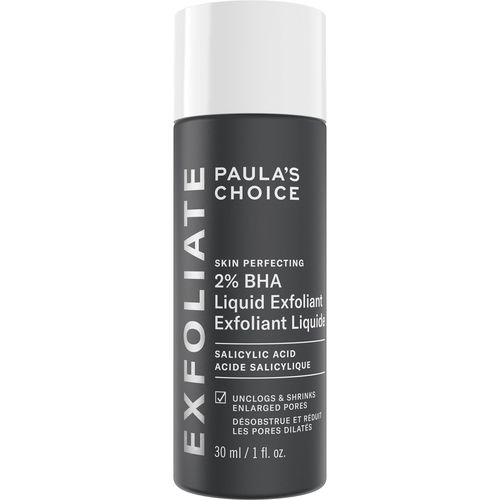 EXFOLIATE
PAULA'S
CHOICE
SKIN PERFECTING
2% BHA
Liquid Exfoliant
Exfoliant Liquide
SALICYLIC ACID
ACIDE SALICYLIQUE
UNCLOGS & SHRINKS
ENLARGED PORES
DÉSOBSTRUE ET RÉDUIT
LES PORES DILATÉS
30 ml / 1 fl. oz.